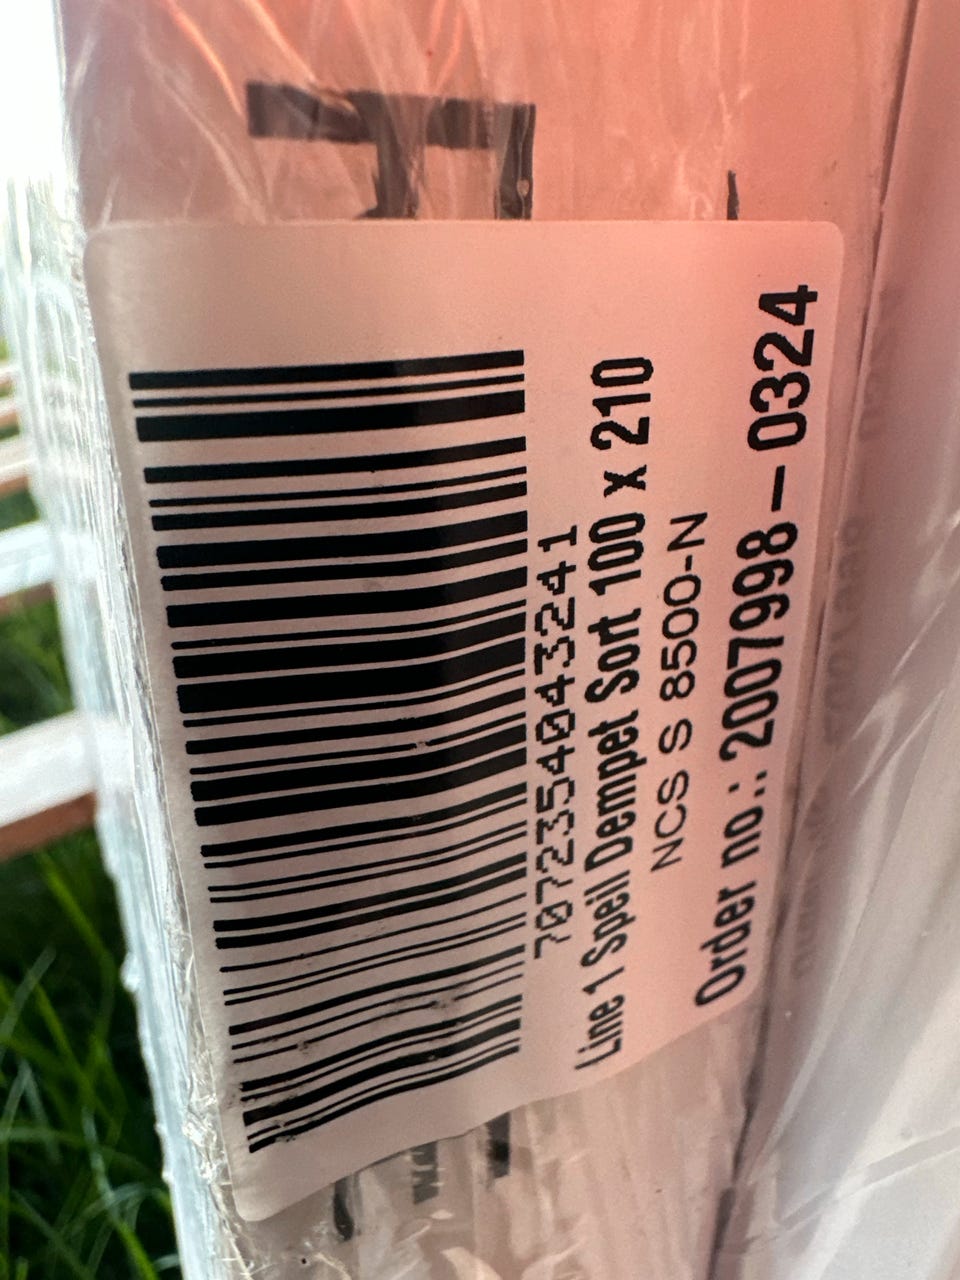 7072354043241
Line 1 Speil Dempet Sort 100 x 210
NCS S 8500-N
Order no.: 2007998-0324